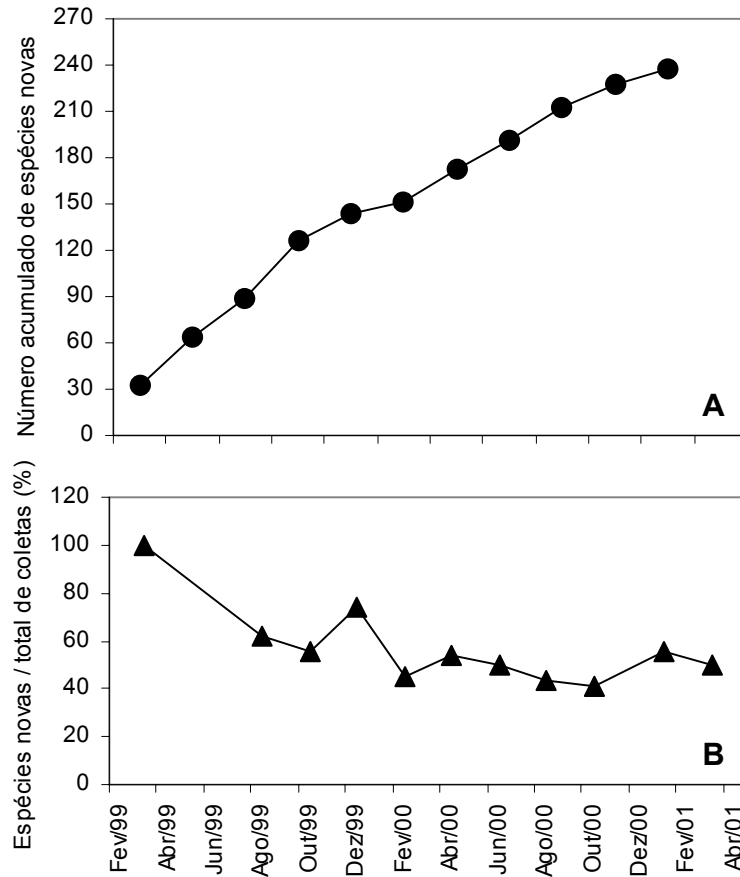 Número acumulado de espécies novas
270
240
210
180
150
120
90
60
30
0
A
Espécies novas / total de coletas (%)
120
100
80
60
40
20
0
B
Fev/99
Abr/99
Jun/99
Ago/99
Out/99
Dez/99
Fev/00
Abr/00
Jun/00
Ago/00
Out/00
Dez/00
Fev/01
Abr/01